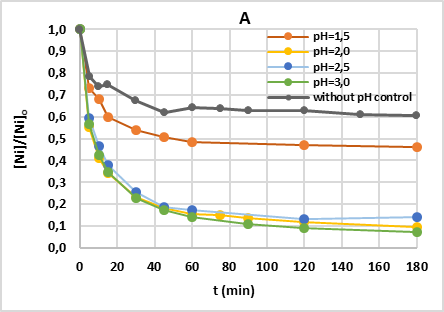 A
[Ni]/[Ni]₀
1,0
0,9
0,8
0,7
0,6
0,5
0,4
0,3
0,2
0,1
0,0
pH=1,5
pH=2,0
pH=2,5
pH=3,0
without pH control
0 20 40 60 80 100 120 140 160 180
t (min)